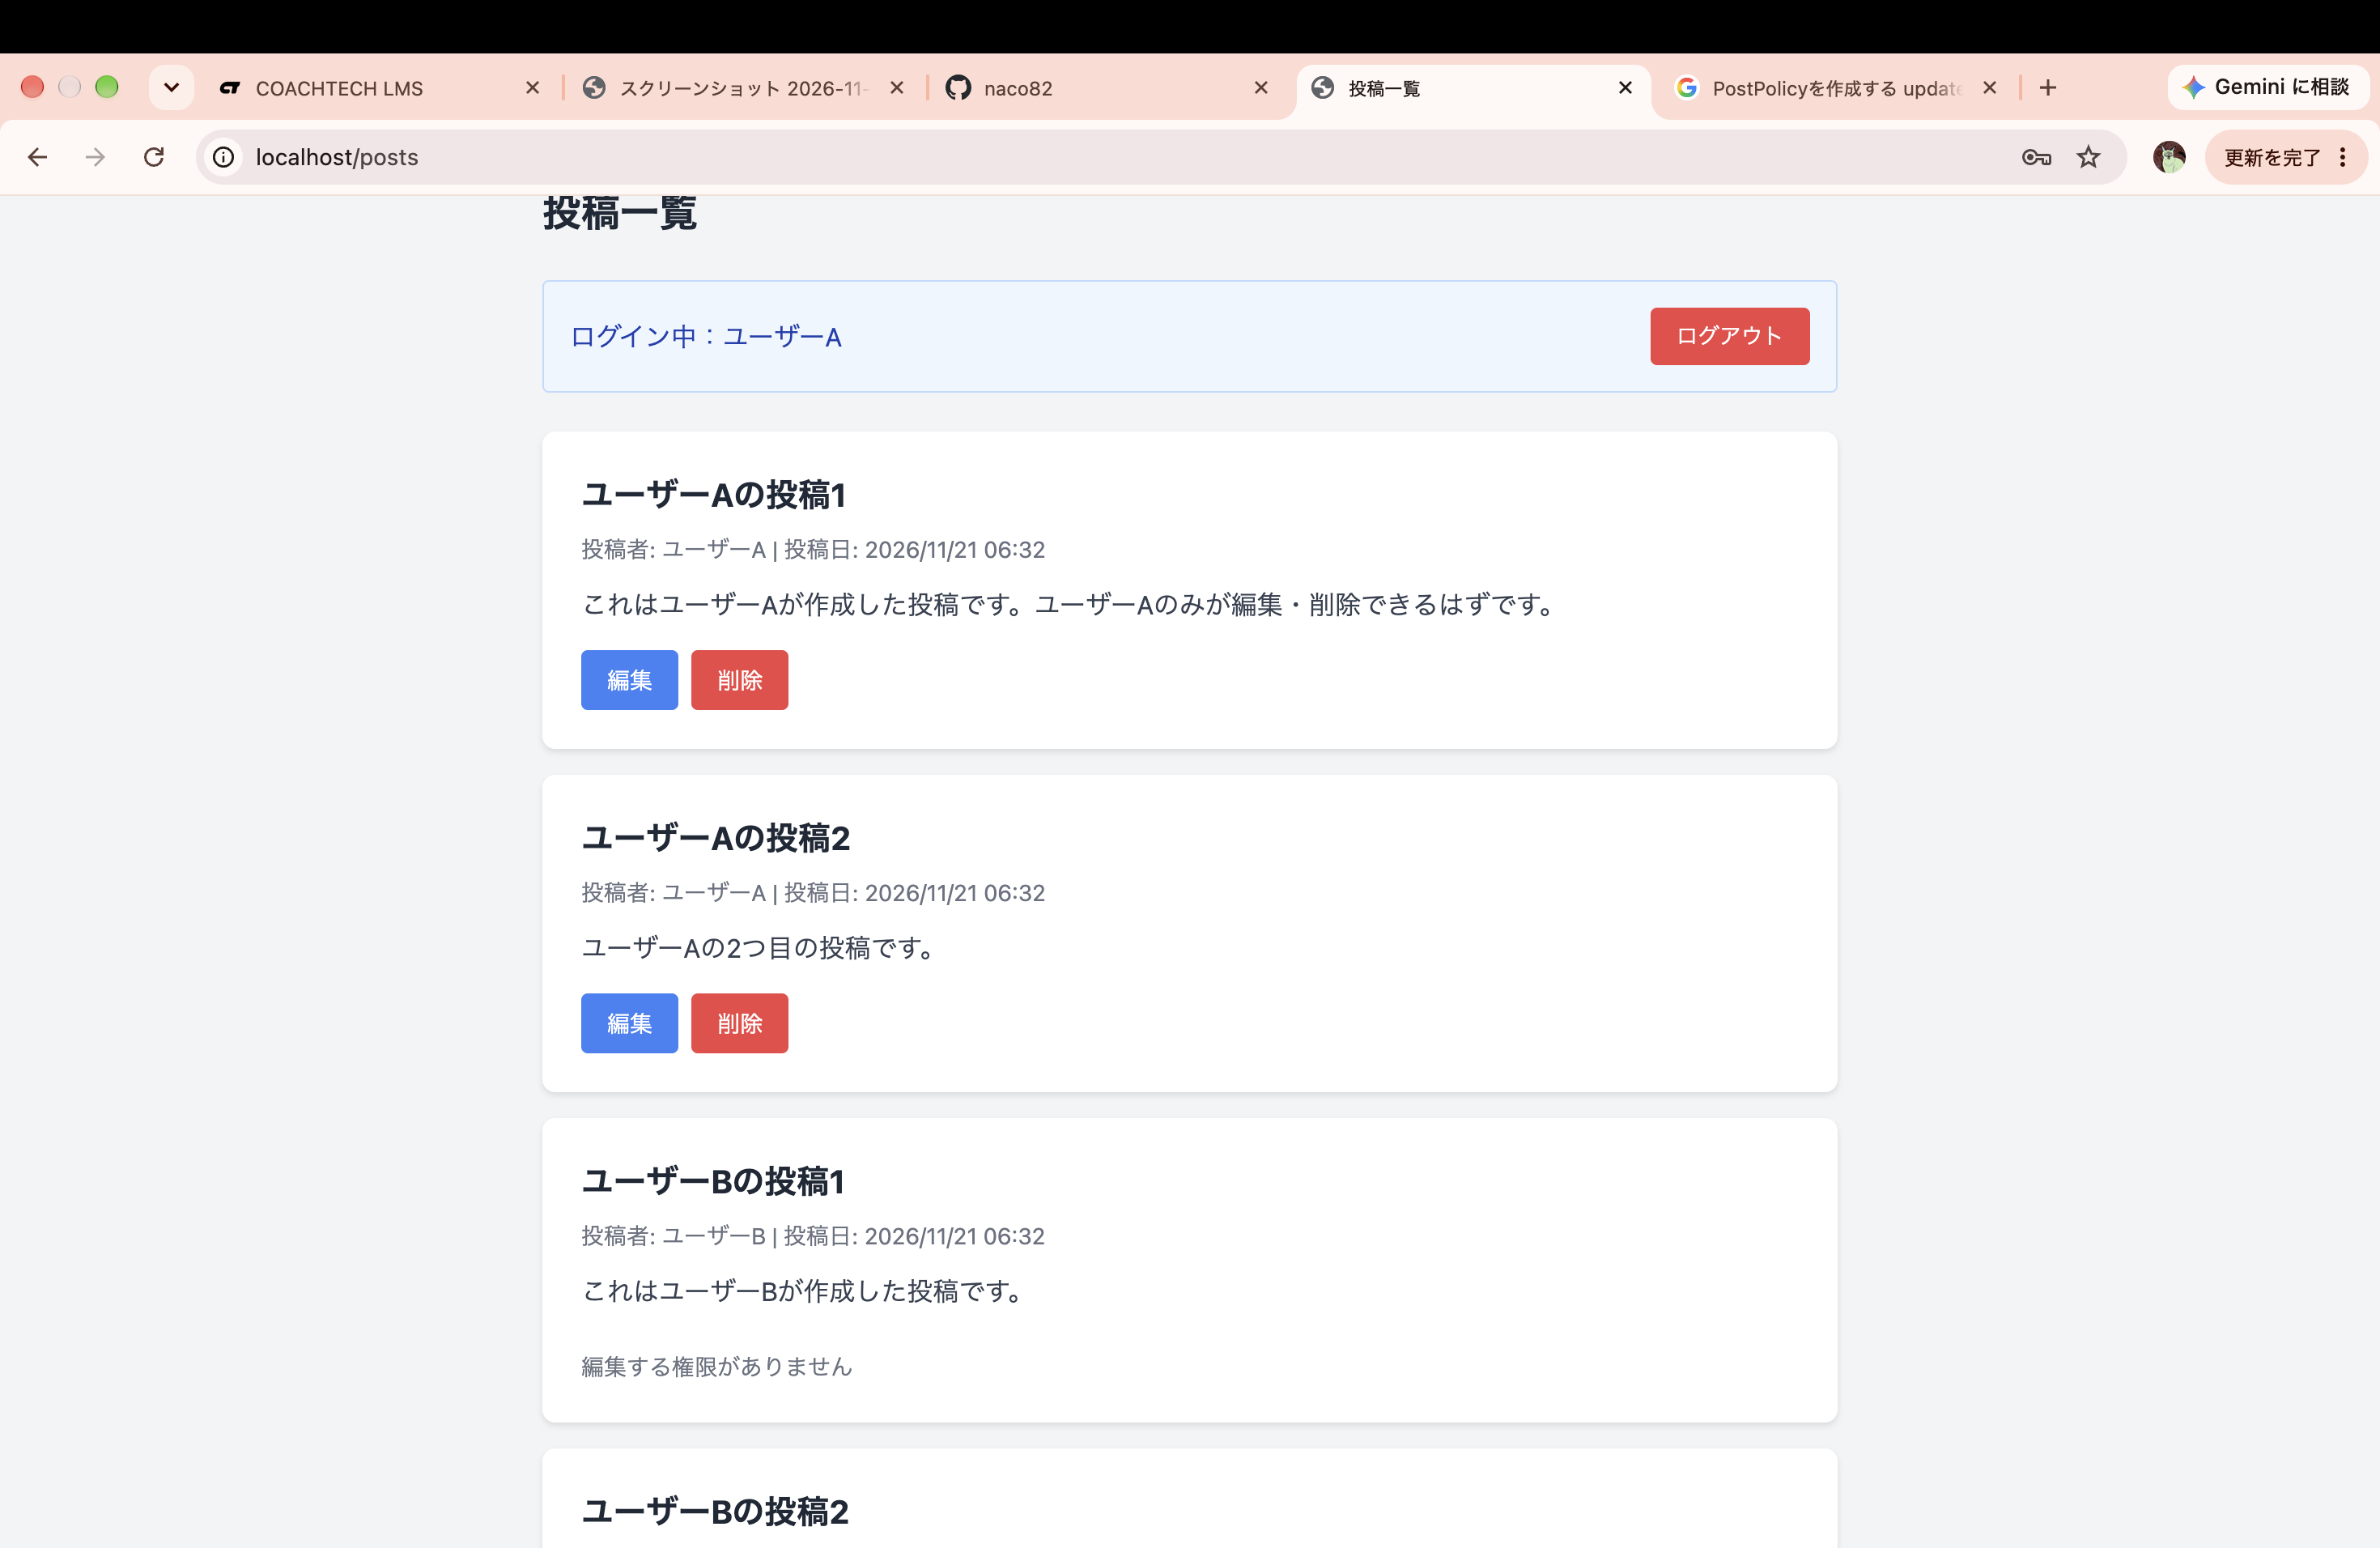 COACHTECH LMS
スクリーンショット 2026-11-
naco82
投稿一覧
PostPolicyを作成する update
Gemini に相談
localhost/posts
更新を完了
投稿一覧
ログイン中：ユーザーA
ログアウト
ユーザーAの投稿1
投稿者: ユーザーA | 投稿日: 2026/11/21 06:32
これはユーザーAが作成した投稿です。ユーザーAのみが編集・削除できるはずです。
編集 削除
ユーザーAの投稿2
投稿者: ユーザーA | 投稿日: 2026/11/21 06:32
ユーザーAの2つ目の投稿です。
編集 削除
ユーザーBの投稿1
投稿者: ユーザーB | 投稿日: 2026/11/21 06:32
これはユーザーBが作成した投稿です。
編集する権限がありません
ユーザーBの投稿2